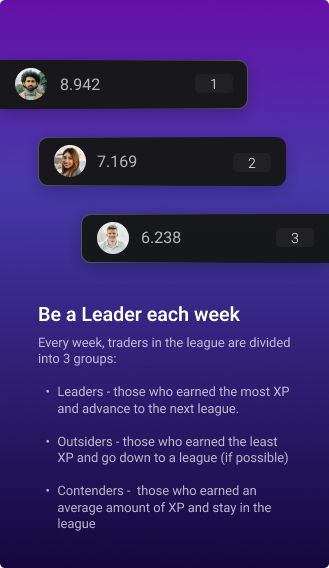 8.942
1
7.169
2
6.238
3
Be a Leader each week
Every week, traders in the league are divided
into 3 groups:
• Leaders - those who earned the most XP
and advance to the next league.
• Outsiders - those who earned the least
XP and go down to a league (if possible)
• Contenders -  those who earned an
average amount of XP and stay in the
league